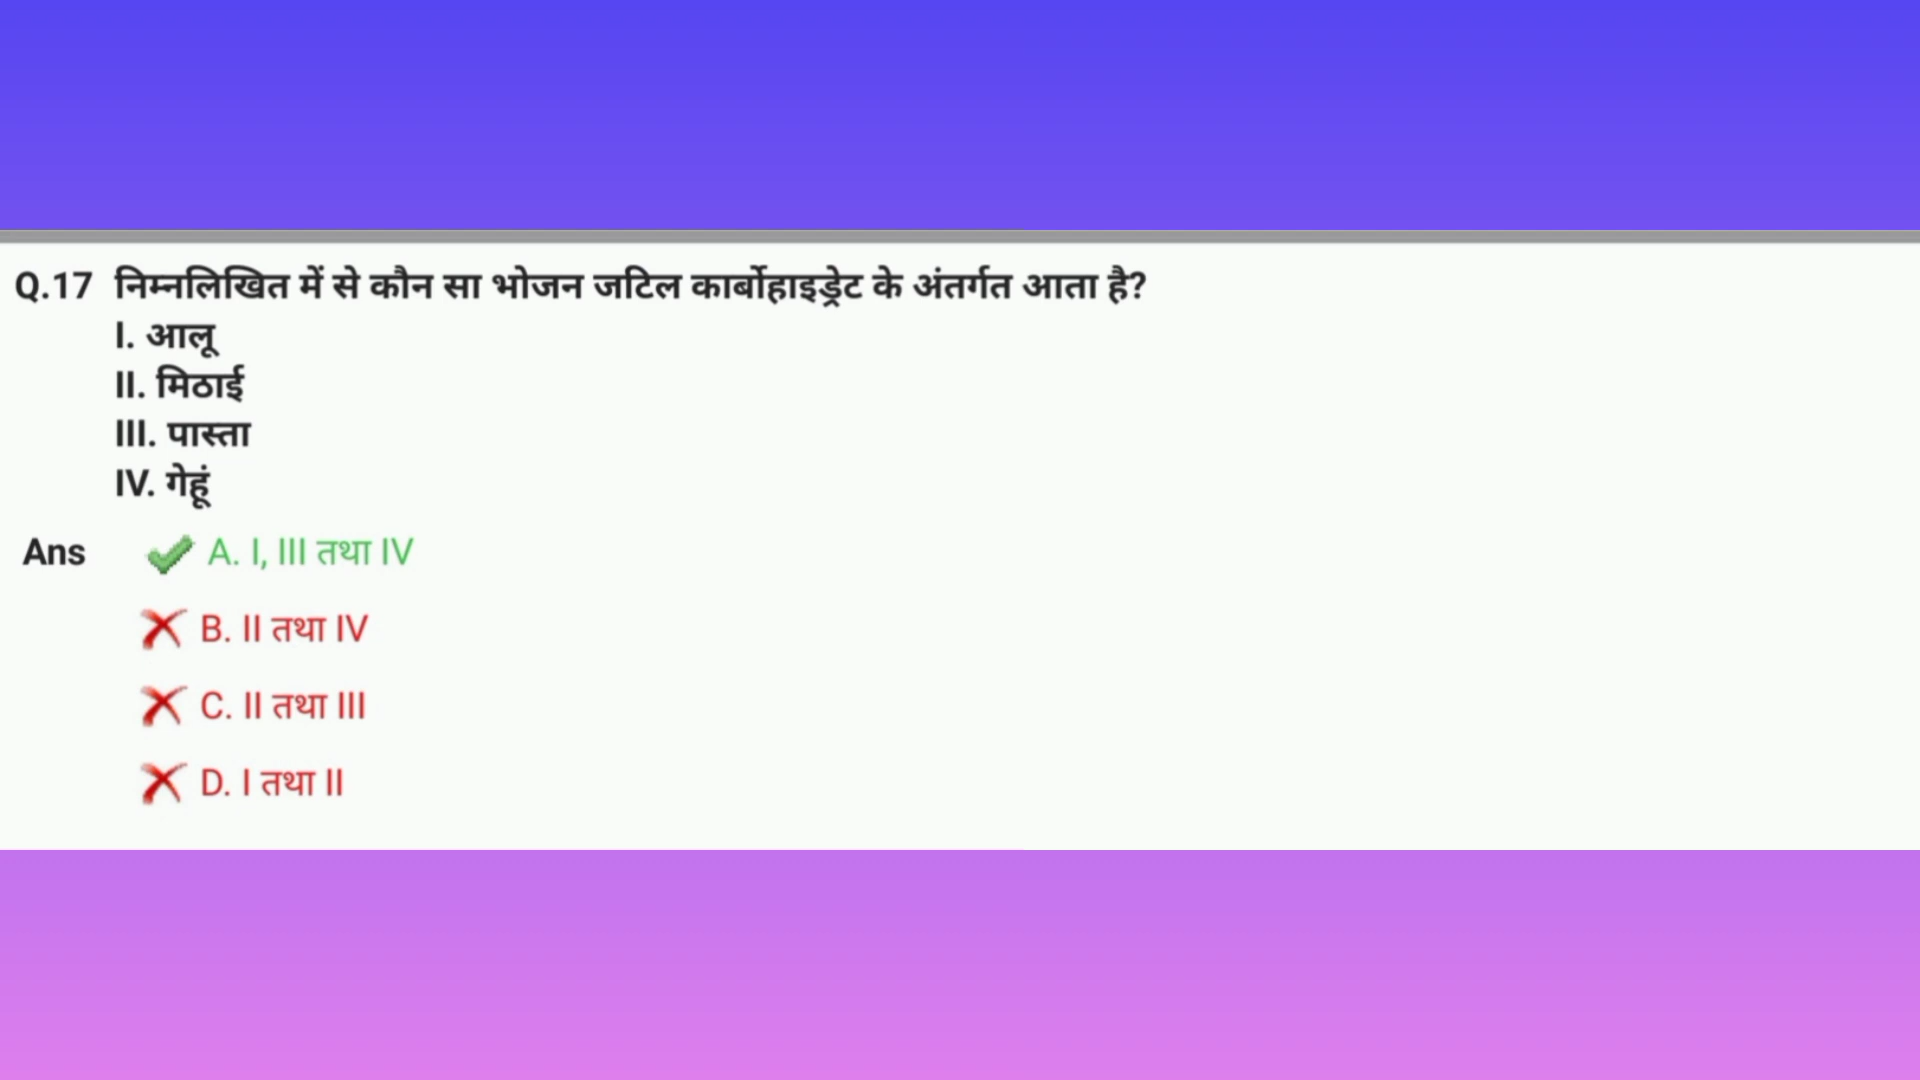 Q.17 निम्नलिखित में से कौन सा भोजन जटिल कार्बोहाइड्रेट के अंतर्गत आता है?
I. आलू
II. मिठाई
III. पास्ता
IV. गेहूं
Ans A. I, III तथा IV
B. II तथा IV
C. II तथा III
D. I तथा II